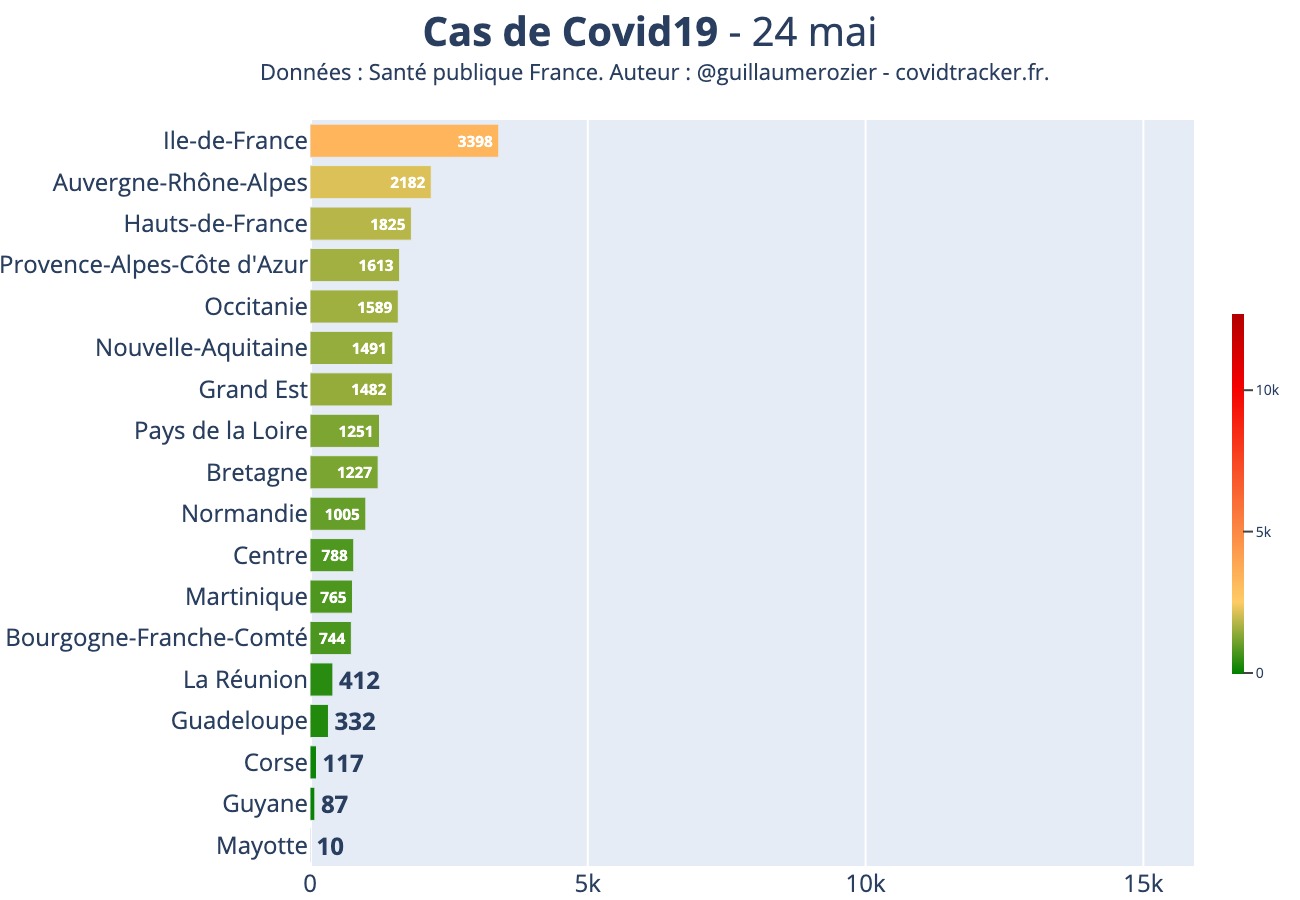 Cas de Covid19 - 24 mai
Données : Santé publique France. Auteur : @guillaumerozier - covidtracker.fr.
Ile-de-France 3398
Auvergne-Rhône-Alpes 2182
Hauts-de-France 1825
Provence-Alpes-Côte d'Azur 1613
Occitanie 1589
Nouvelle-Aquitaine 1491
Grand Est 1482
Pays de la Loire 1251
Bretagne 1227
Normandie 1005
Centre 788
Martinique 765
Bourgogne-Franche-Comté 744
La Réunion 412
Guadeloupe 332
Corse 117
Guyane 87
Mayotte 10
0 5k 10k 15k
10k
5k
0